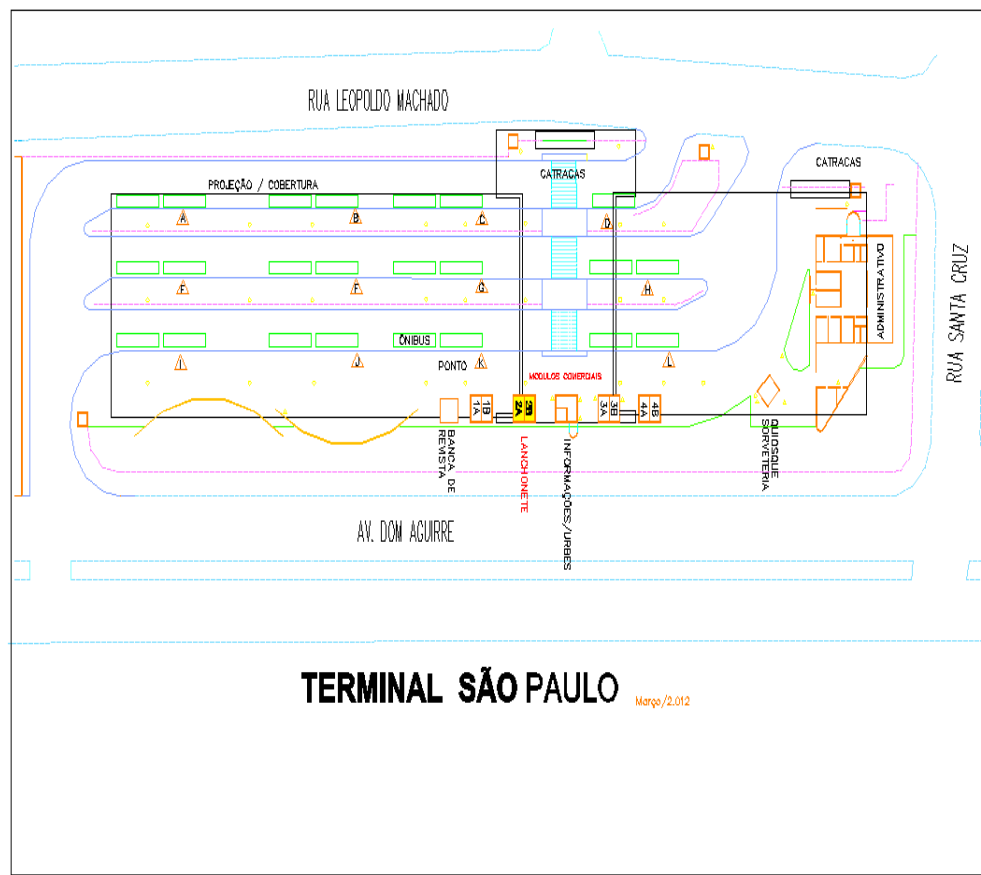 RUA LEOPOLDO MACHADO
CATRACAS
CATRACAS
PROJEÇÃO / COBERTURA
A
B
C
D
ADMINISTRATIVO
RUA SANTA CRUZ
F
F
G
H
ÔNIBUS
PONTO
I
J
K
L
MODULOS COMERCIAIS
1A
1B
2A
2B
3A
3B
4A
4B
BANCA DE
REVISTA
LANCHONETE
INFORMAÇÕES/URBES
QUIOSQUE
SORVETERIA
AV. DOM AGUIRRE
TERMINAL SÃO PAULO
Março/2.012